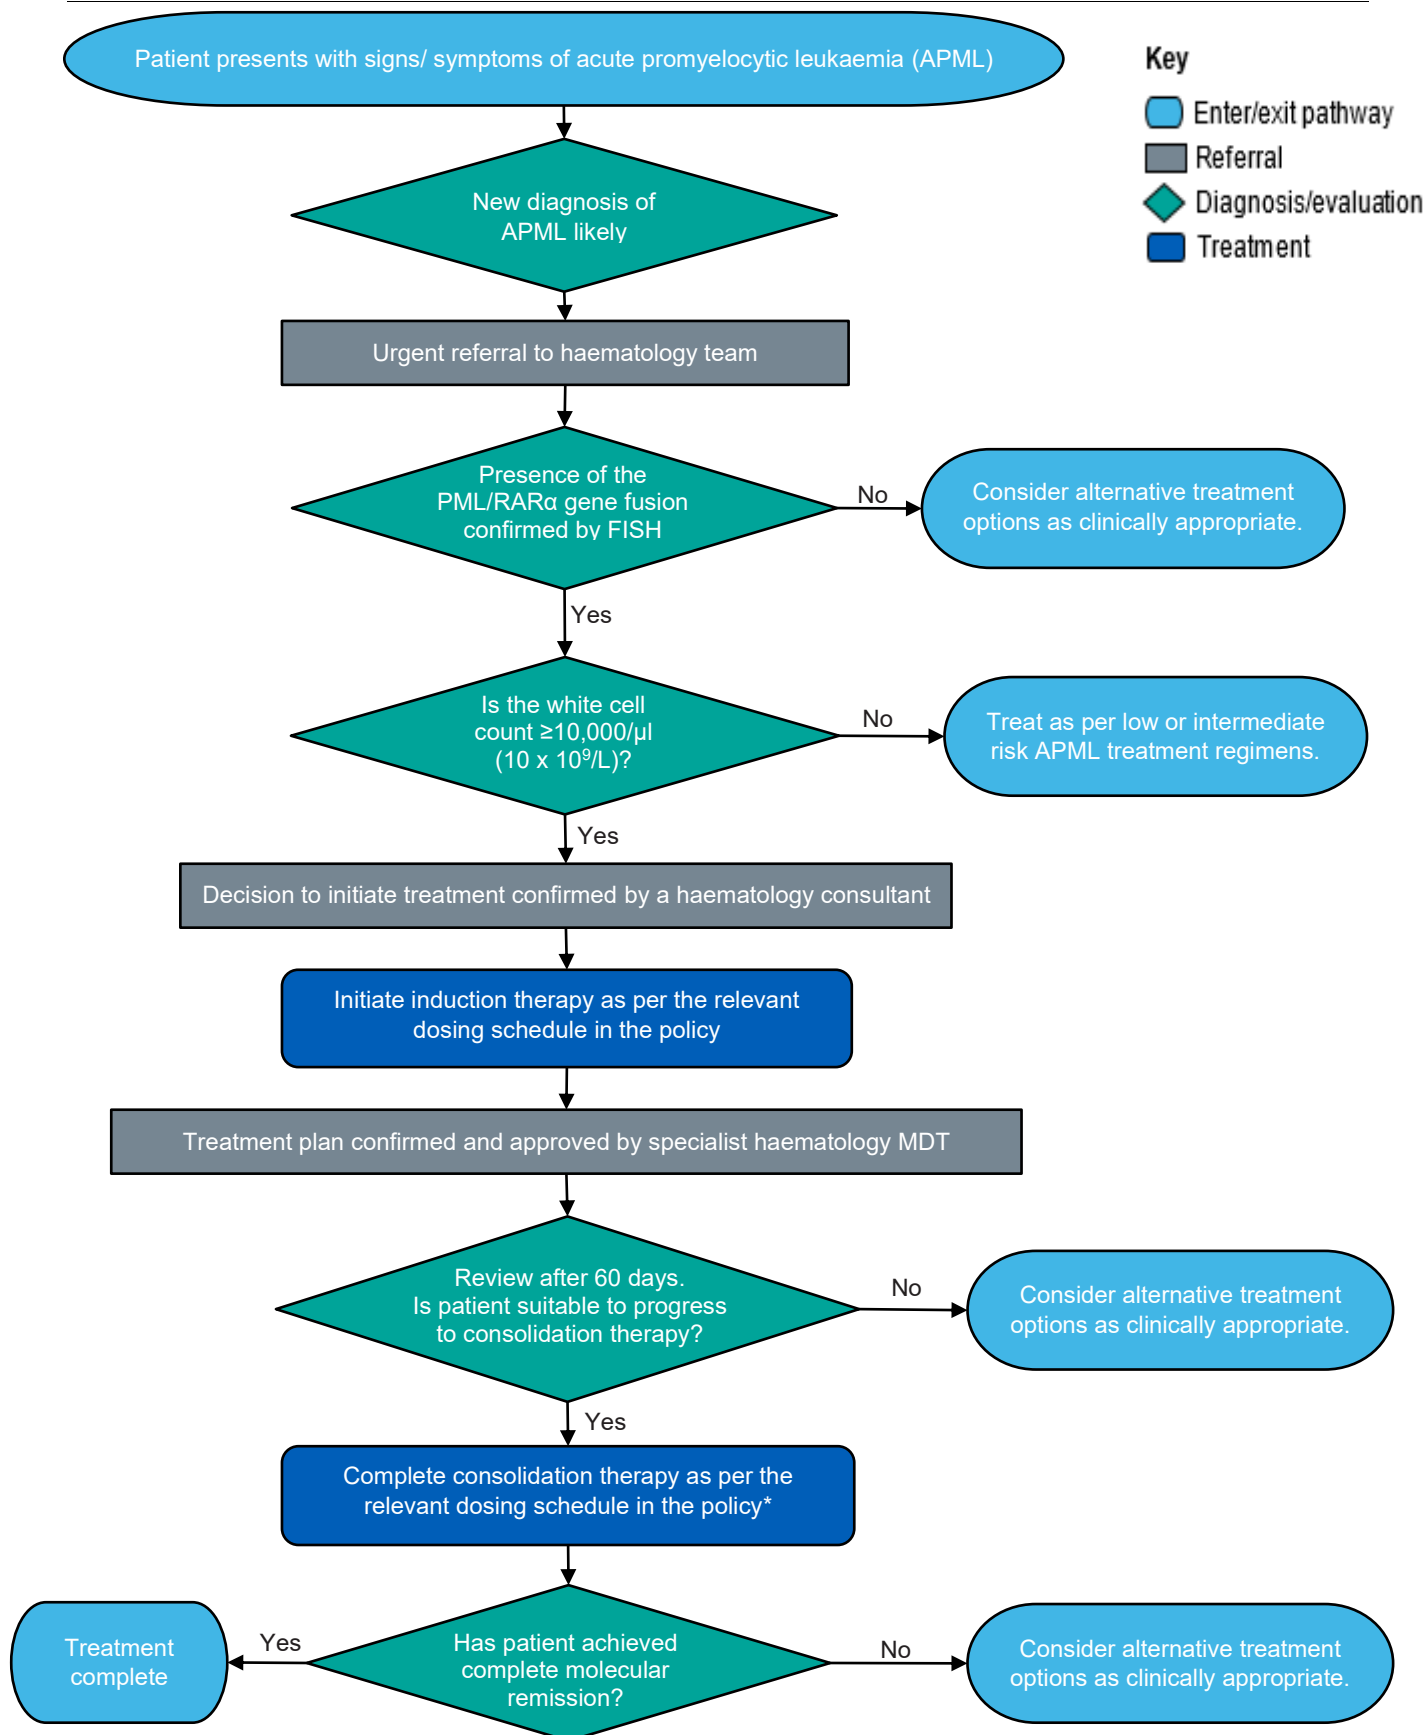 Patient presents with signs/ symptoms of acute promyelocytic leukaemia (APML)
Key
Enter/exit pathway
Referral
Diagnosis/evaluation
Treatment
New diagnosis of
APML likely
Urgent referral to haematology team
Presence of the
PML/RARα gene fusion
confirmed by FISH
No
Consider alternative treatment
options as clinically appropriate.
Yes
Is the white cell
count ≥10,000/µl
(10 x 10⁹/L)?
No
Treat as per low or intermediate
risk APML treatment regimens.
Yes
Decision to initiate treatment confirmed by a haematology consultant
Initiate induction therapy as per the relevant
dosing schedule in the policy
Treatment plan confirmed and approved by specialist haematology MDT
Review after 60 days.
Is patient suitable to progress
to consolidation therapy?
No
Consider alternative treatment
options as clinically appropriate.
Yes
Complete consolidation therapy as per the
relevant dosing schedule in the policy*
Has patient achieved
complete molecular
remission?
Yes
Treatment
complete
No
Consider alternative treatment
options as clinically appropriate.